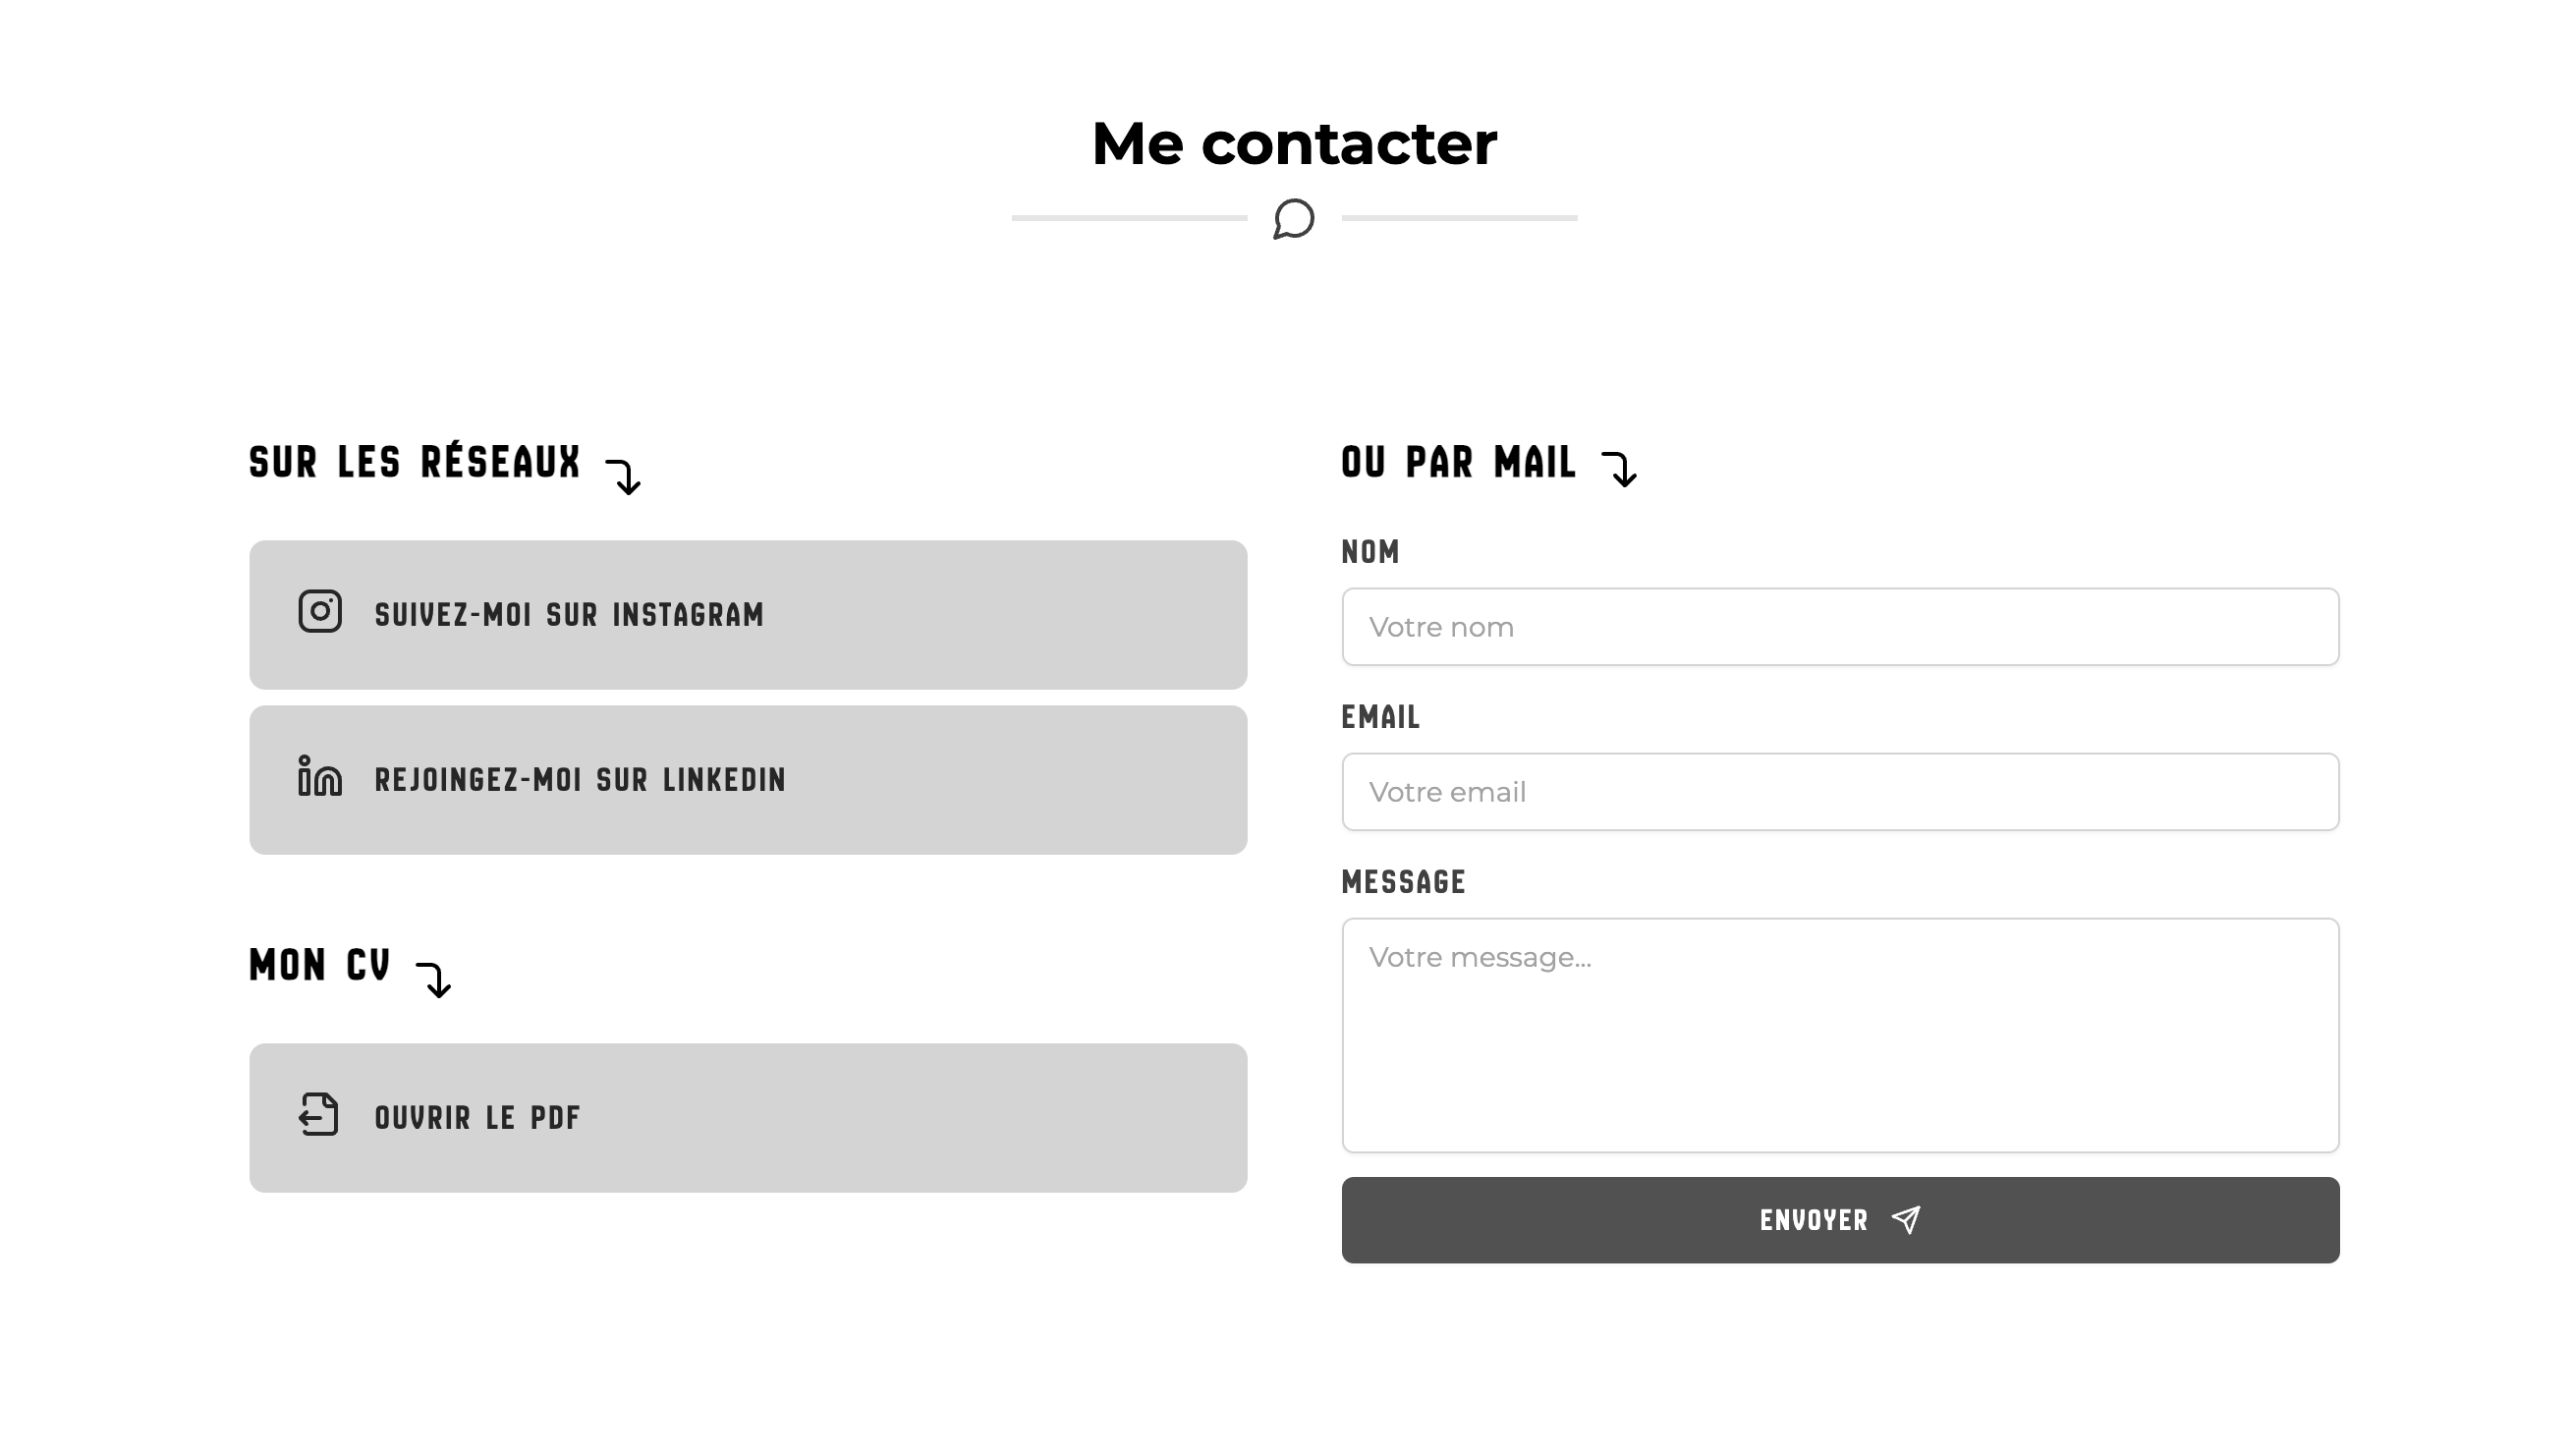 Me contacter
SUR LES RÉSEAUX
SUIVEZ-MOI SUR INSTAGRAM
REJOINGEZ-MOI SUR LINKEDIN
MON CV
OUVRIR LE PDF
OU PAR MAIL
NOM
Votre nom
EMAIL
Votre email
MESSAGE
Votre message...
ENVOYER